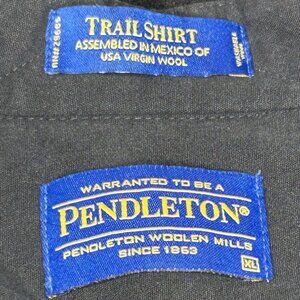 TRAIL SHIRT
ASSEMBLED IN MEXICO OF
USA VIRGIN WOOL
WARRANTED TO BE A
PENDLETON®
PENDLETON WOOLEN MILLS
SINCE 1863
XL